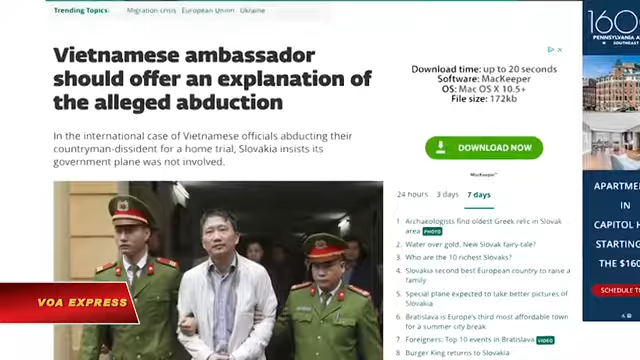 Trending Topics: Migration crisis European Union Ukraine
Vietnamese ambassador
should offer an explanation of
the alleged abduction
In the international case of Vietnamese officials abducting their
countryman-dissident for a home trial, Slovakia insists its
government plane was not involved.
Download time: up to 20 seconds
Software: MacKeeper
OS: Mac OS X 10.5+
File size: 172kb
DOWNLOAD NOW
MacKeeper
24 hours 3 days 7 days
1 Archaeologists find oldest Greek relic in Slovak
area PHOTO
2 Water over gold. New Slovak fairy-tale?
3 Who are the 10 richest Slovaks?
4 Slovakia second best European country to raise a
family
5 Special plane expected to take better pictures of
Slovakia
6 Bratislava is Europe's third most affordable town
for a summer city break
7 Foreigners: Top 10 events in Bratislava VIDEO
8 Burger King returns to Slovakia
160
PENNSYLVANIA A
SOUTHEAST
APARTME
IN
CAPITOL H
STARTING
THE $160
SCHEDULE TO
VOA EXPRESS